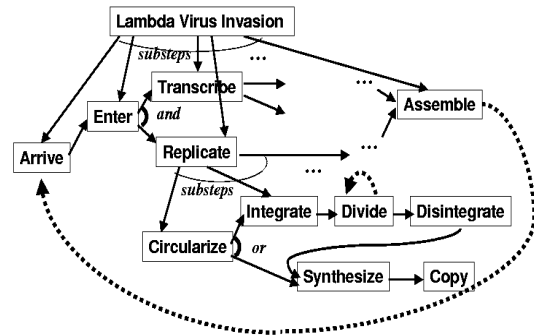 Lambda Virus Invasion
substeps
...
Transcribe
...
Enter
and
Assemble
Arrive
Replicate
...
...
substeps
Integrate
Divide
Disintegrate
Circularize
or
Synthesize
Copy